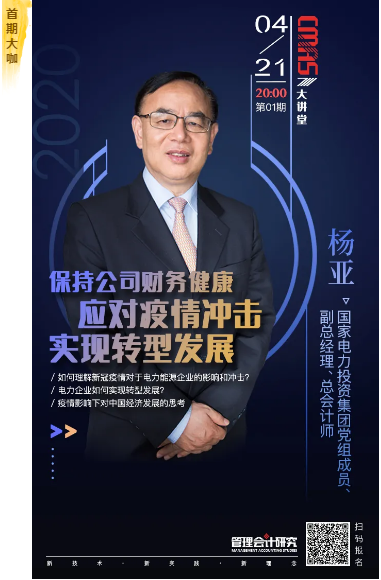 首期大咖
2020
04
21
20:00
第01期
CMAS
大讲堂
杨亚
国家电力投资集团党组成员、
副总经理、总会计师
保持公司财务健康
应对疫情冲击
实现转型发展
/ 如何理解新冠疫情对于电力能源企业的影响和冲击?
/ 电力企业如何实现转型发展?
/ 疫情影响下对中国经济发展的思考
管理会计研究
MANAGEMENT ACCOUNTING STUDIES
扫码报名
新技术 · 新实践 · 新理念